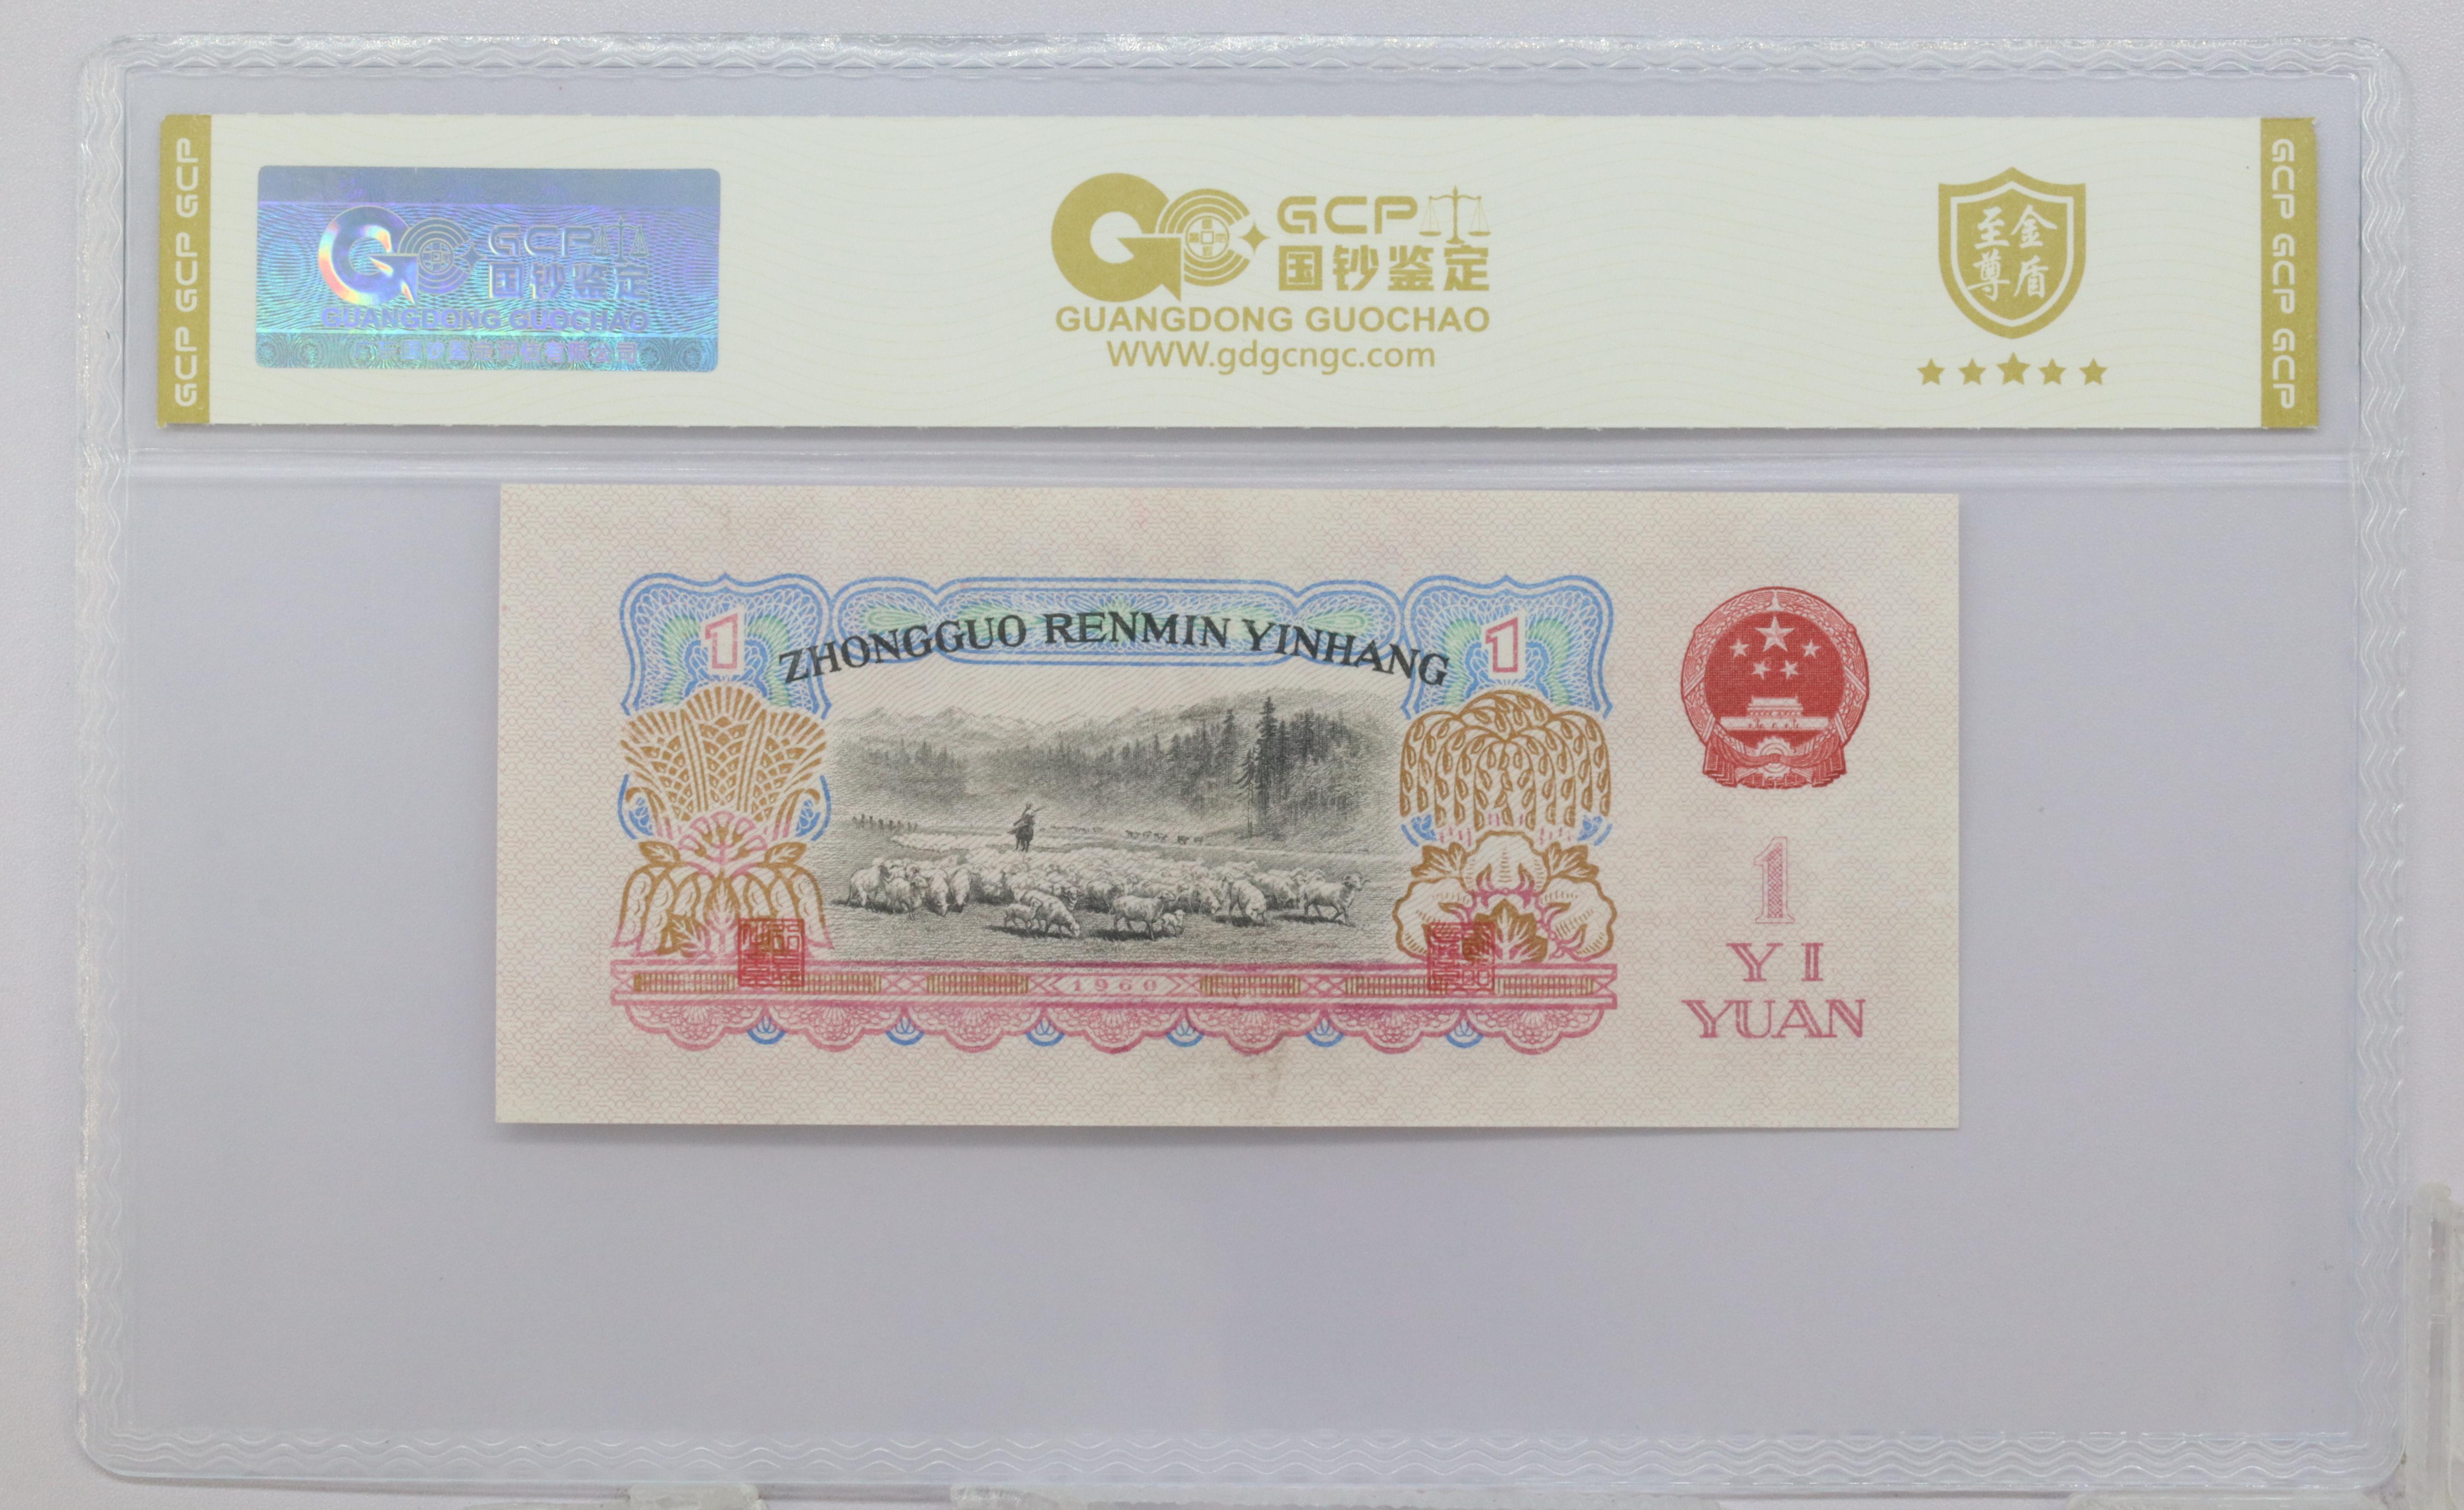 GCP GCP GCP
GCP
国钞鉴定
GUANGDONG GUOCHAO
GCP
国钞鉴定
GUANGDONG GUOCHAO
WWW.gdgcngc.com
金盾
至尊
GCP GCP GCP
ZHONGGUO RENMIN YINHANG
1
1
1960
1
YI
YUAN